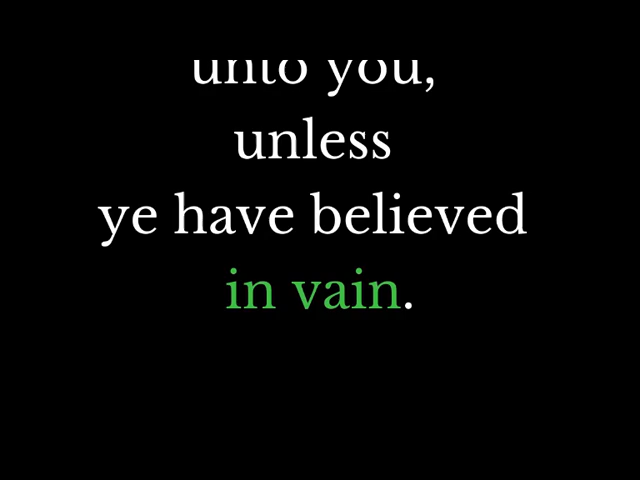 unto you,
unless
ye have believed
in vain.